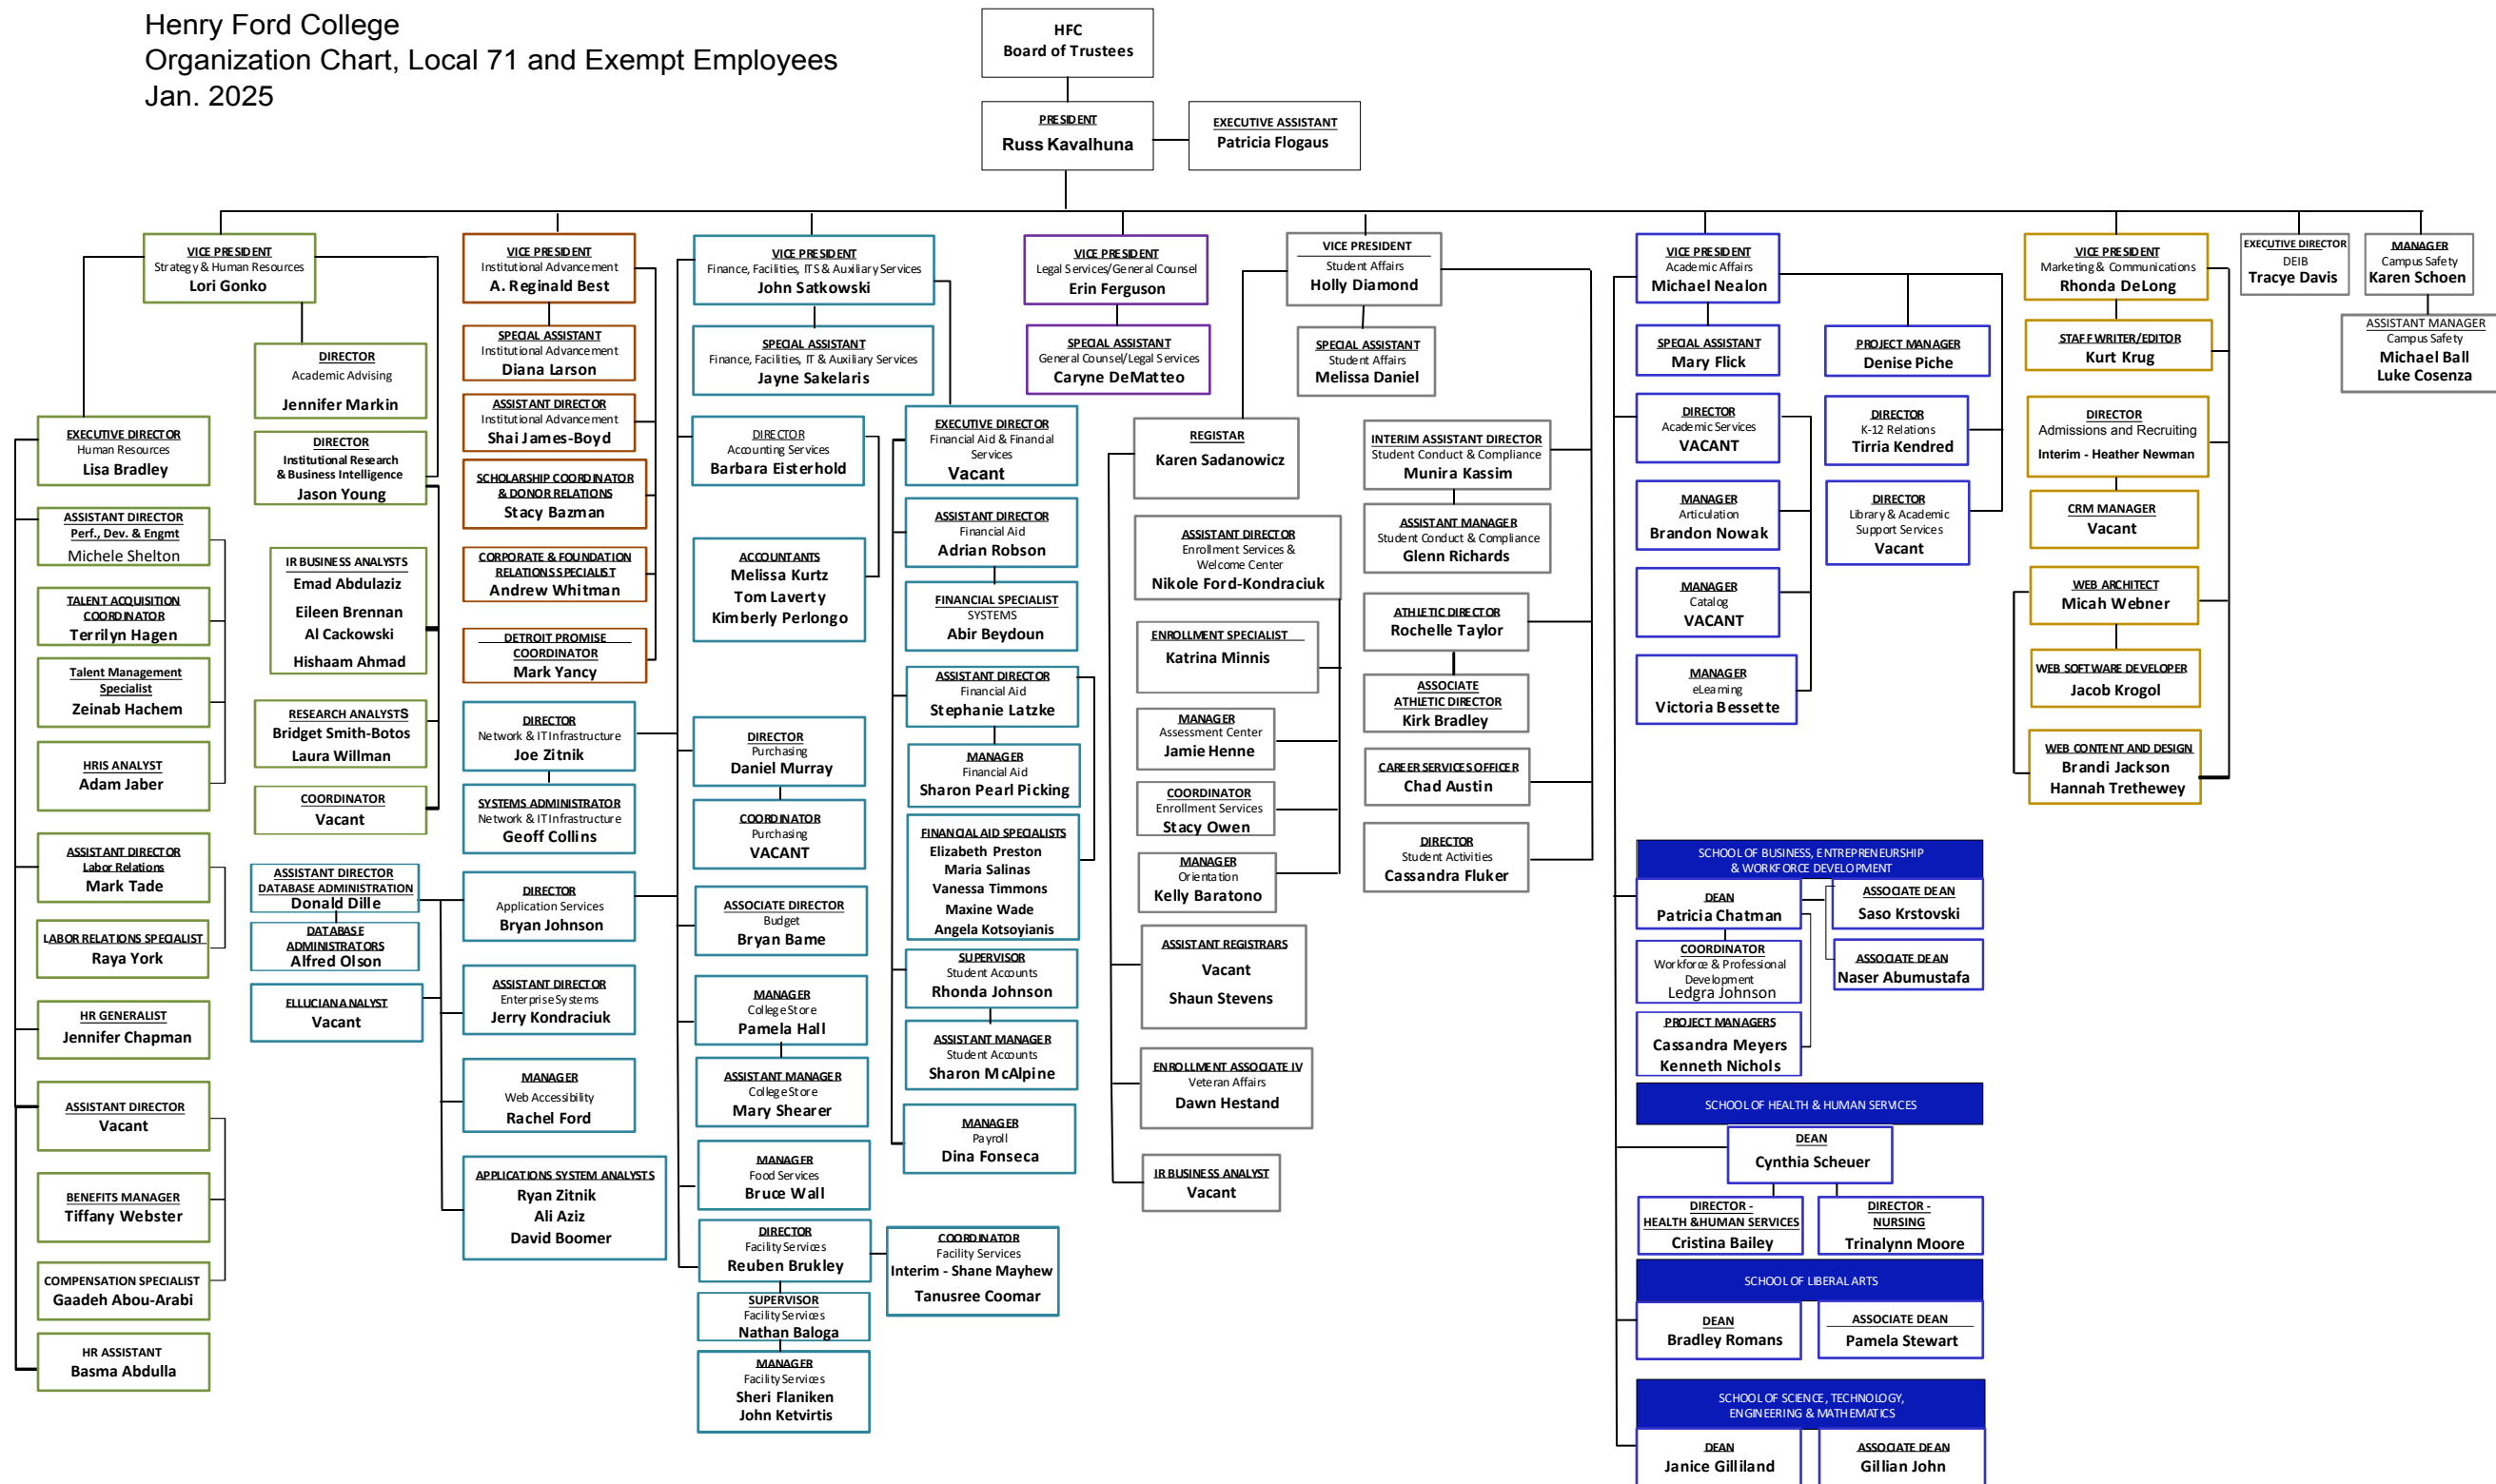 Henry Ford College
Organization Chart, Local 71 and Exempt Employees
Jan. 2025
HFC
Board of Trustees
PRESIDENT
Russ Kavalhuna
EXECUTIVE ASSISTANT
Patricia Flogaus
VICE PRESIDENT
Strategy & Human Resources
Lori Gonko
DIRECTOR
Academic Advising
Jennifer Markin
EXECUTIVE DIRECTOR
Human Resources
Lisa Bradley
DIRECTOR
Institutional Research
& Business Intelligence
Jason Young
ASSISTANT DIRECTOR
Perf., Dev. & Engmt
Michele Shelton
TALENT ACQUISITION
COORDINATOR
Terrilyn Hagen
Talent Management
Specialist
Zeinab Hachem
HRIS ANALYST
Adam Jaber
ASSISTANT DIRECTOR
Labor Relations
Mark Tade
LABOR RELATIONS SPECIALIST
Raya York
HR GENERALIST
Jennifer Chapman
ASSISTANT DIRECTOR
Vacant
BENEFITS MANAGER
Tiffany Webster
COMPENSATION SPECIALIST
Gaadeh Abou-Arabi
HR ASSISTANT
Basma Abdulla
IR BUSINESS ANALYSTS
Emad Abdulaziz
Eileen Brennan
Al Cackowski
Hishaam Ahmad
RESEARCH ANALYSTS
Bridget Smith-Botos
Laura Willman
COORDINATOR
Vacant
VICE PRESIDENT
Institutional Advancement
A. Reginald Best
SPECIAL ASSISTANT
Institutional Advancement
Diana Larson
ASSISTANT DIRECTOR
Institutional Advancement
Shai James-Boyd
SCHOLARSHIP COORDINATOR
& DONOR RELATIONS
Stacy Bazman
CORPORATE & FOUNDATION
RELATIONS SPECIALIST
Andrew Whitman
DETROIT PROMISE
COORDINATOR
Mark Yancy
VICE PRESIDENT
Finance, Facilities, ITS & Auxiliary Services
John Satkowski
SPECIAL ASSISTANT
Finance, Facilities, IT & Auxiliary Services
Jayne Sakelaris
DIRECTOR
Accounting Services
Barbara Eisterhold
ACCOUNTANTS
Melissa Kurtz
Tom Laverty
Kimberly Perlongo
DIRECTOR
Network & IT Infrastructure
Joe Zitnik
SYSTEMS ADMINISTRATOR
Network & IT Infrastructure
Geoff Collins
ASSISTANT DIRECTOR
DATABASE ADMINISTRATION
Donald Dille
DATABASE
ADMINISTRATORS
Alfred Olson
ELLUCIAN ANALYST
Vacant
DIRECTOR
Application Services
Bryan Johnson
ASSISTANT DIRECTOR
Enterprise Systems
Jerry Kondraciuk
MANAGER
Web Accessibility
Rachel Ford
APPLICATIONS SYSTEM ANALYSTS
Ryan Zitnik
Ali Aziz
David Boomer
DIRECTOR
Purchasing
Daniel Murray
COORDINATOR
Purchasing
VACANT
ASSOCIATE DIRECTOR
Budget
Bryan Bame
MANAGER
College Store
Pamela Hall
ASSISTANT MANAGER
College Store
Mary Shearer
MANAGER
Food Services
Bruce Wall
DIRECTOR
Facility Services
Reuben Brukley
COORDINATOR
Facility Services
Interim - Shane Mayhew
Tanusree Coomar
SUPERVISOR
Facility Services
Nathan Baloga
MANAGER
Facility Services
Sheri Flaniken
John Ketvirtis
EXECUTIVE DIRECTOR
Financial Aid & Financial
Services
Vacant
ASSISTANT DIRECTOR
Financial Aid
Adrian Robson
FINANCIAL SPECIALIST
SYSTEMS
Abir Beydoun
ASSISTANT DIRECTOR
Financial Aid
Stephanie Latzke
MANAGER
Financial Aid
Sharon Pearl Picking
FINANCIAL AID SPECIALISTS
Elizabeth Preston
Maria Salinas
Vanessa Timmons
Maxine Wade
Angela Kotsoyianis
SUPERVISOR
Student Accounts
Rhonda Johnson
ASSISTANT MANAGER
Student Accounts
Sharon McAlpine
MANAGER
Payroll
Dina Fonseca
VICE PRESIDENT
Legal Services/General Counsel
Erin Ferguson
SPECIAL ASSISTANT
General Counsel/Legal Services
Caryne DeMatteo
VICE PRESIDENT
Student Affairs
Holly Diamond
SPECIAL ASSISTANT
Student Affairs
Melissa Daniel
REGISTRAR
Karen Sadanowicz
ASSISTANT DIRECTOR
Enrollment Services &
Welcome Center
Nikole Ford-Kondraciuk
ENROLLMENT SPECIALIST
Katrina Minnis
MANAGER
Assessment Center
Jamie Henne
COORDINATOR
Enrollment Services
Stacy Owen
MANAGER
Orientation
Kelly Baratono
ASSISTANT REGISTRARS
Vacant
Shaun Stevens
ENROLLMENT ASSOCIATE IV
Veteran Affairs
Dawn Hestand
IR BUSINESS ANALYST
Vacant
INTERIM ASSISTANT DIRECTOR
Student Conduct & Compliance
Munira Kassim
ASSISTANT MANAGER
Student Conduct & Compliance
Glenn Richards
ATHLETIC DIRECTOR
Rochelle Taylor
ASSOCIATE
ATHLETIC DIRECTOR
Kirk Bradley
CAREER SERVICES OFFICER
Chad Austin
DIRECTOR
Student Activities
Cassandra Fluker
VICE PRESIDENT
Academic Affairs
Michael Nealon
SPECIAL ASSISTANT
Mary Flick
PROJECT MANAGER
Denise Piche
DIRECTOR
Academic Services
VACANT
DIRECTOR
K-12 Relations
Tirria Kendred
MANAGER
Articulation
Brandon Nowak
DIRECTOR
Library & Academic
Support Services
Vacant
MANAGER
Catalog
VACANT
MANAGER
eLearning
Victoria Bessette
SCHOOL OF BUSINESS, ENTREPRENEURSHIP
& WORKFORCE DEVELOPMENT
DEAN
Patricia Chatman
ASSOCIATE DEAN
Saso Krstovski
COORDINATOR
Workforce & Professional
Development
Ledgra Johnson
ASSOCIATE DEAN
Naser Abumustafa
PROJECT MANAGERS
Cassandra Meyers
Kenneth Nichols
SCHOOL OF HEALTH & HUMAN SERVICES
DEAN
Cynthia Scheuer
DIRECTOR -
HEALTH &HUMAN SERVICES
Cristina Bailey
DIRECTOR -
NURSING
Trinalynn Moore
SCHOOL OF LIBERAL ARTS
DEAN
Bradley Romans
ASSOCIATE DEAN
Pamela Stewart
SCHOOL OF SCIENCE, TECHNOLOGY,
ENGINEERING & MATHEMATICS
DEAN
Janice Gilliland
ASSOCIATE DEAN
Gillian John
VICE PRESIDENT
Marketing & Communications
Rhonda DeLong
STAFF WRITER/EDITOR
Kurt Krug
DIRECTOR
Admissions and Recruiting
Interim - Heather Newman
CRM MANAGER
Vacant
WEB ARCHITECT
Micah Webner
WEB SOFTWARE DEVELOPER
Jacob Krogol
WEB CONTENT AND DESIGN
Brandi Jackson
Hannah Trethewey
EXECUTIVE DIRECTOR
DEIB
Tracye Davis
MANAGER
Campus Safety
Karen Schoen
ASSISTANT MANAGER
Campus Safety
Michael Ball
Luke Cosenza